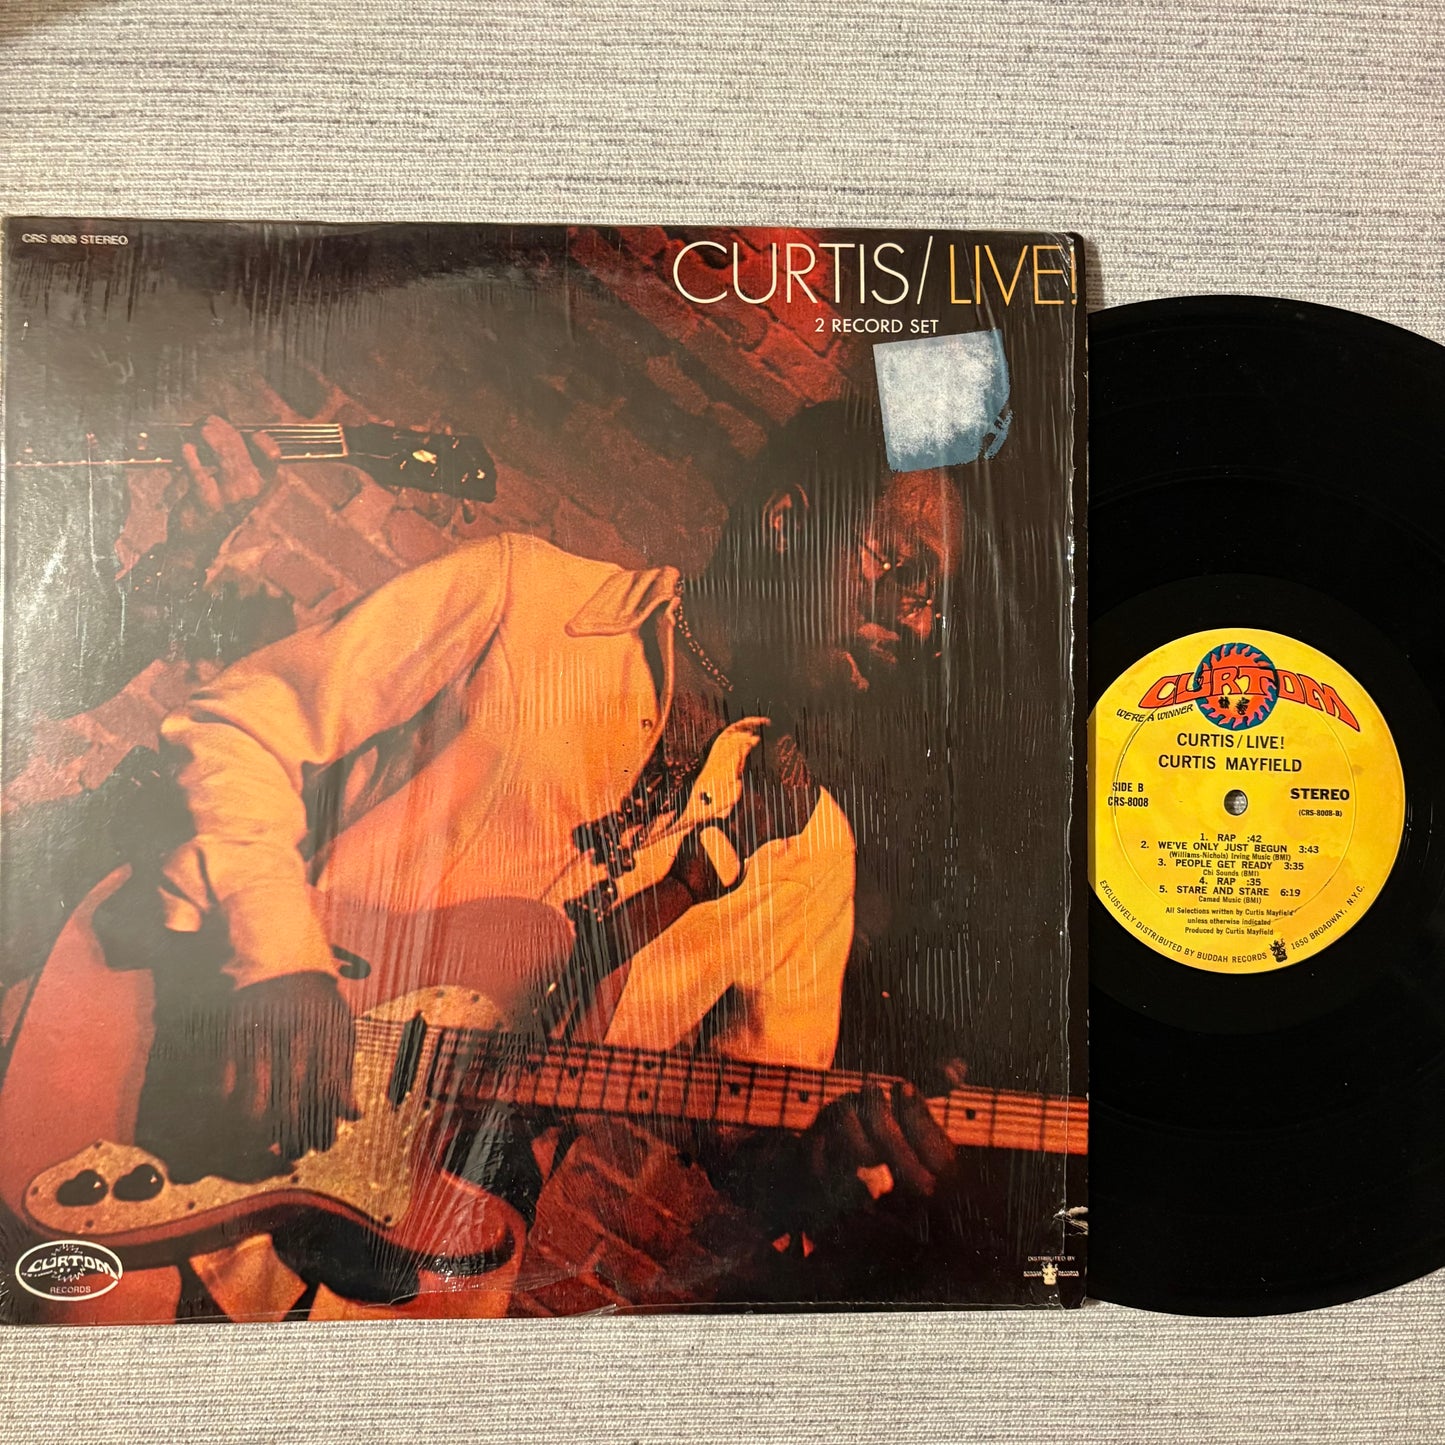 CRS 8008 STEREO
CURTIS/LIVE!
2 RECORD SET
CURTOM
RECORDS
DISTRIBUTED BY
BUDDAH RECORDS
CURTOM
WE'RE A WINNER
CURTIS/LIVE!
CURTIS MAYFIELD
SIDE B
CRS-8008
STEREO
(CRS-8008-B)
1. RAP :42
2. WE'VE ONLY JUST BEGUN 3:43
(Williams-Nichols) Irving Music (BMI)
3. PEOPLE GET READY 3:35
Chi Sounds (BMI)
4. RAP :35
5. STARE AND STARE 6:19
Camad Music (BMI)
All Selections written by Curtis Mayfield
unless otherwise indicated
Produced by Curtis Mayfield
EXCLUSIVELY DISTRIBUTED BY BUDDAH RECORDS 1650 BROADWAY, N.Y.C.